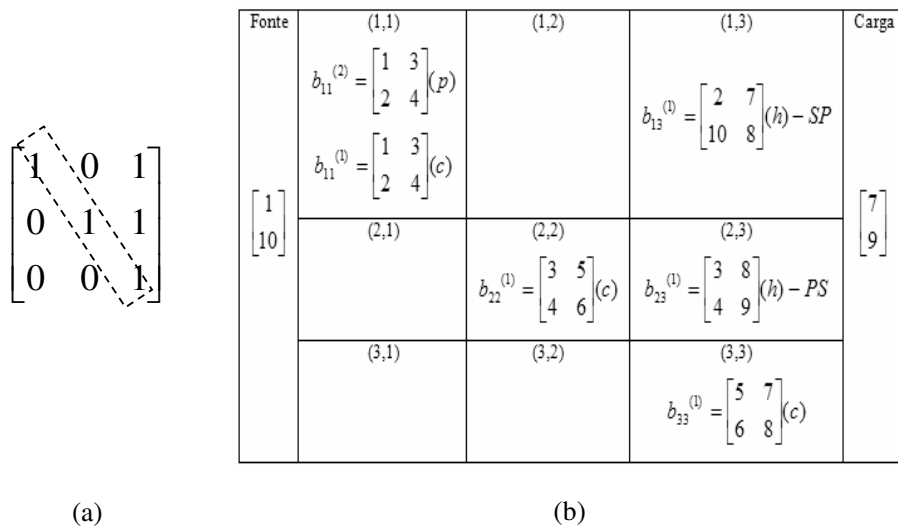 [1 0 1
0 1 1
0 0 1]
(a)
Fonte (1,1) (1,2) (1,3) Carga
[1
10]
b₁₁⁽²⁾ = [1 3
2 4] (p)
b₁₁⁽¹⁾ = [1 3
2 4] (c)
b₁₃⁽¹⁾ = [2 7
10 8] (h) – SP
[7
9]
(2,1) (2,2) (2,3)
b₂₂⁽¹⁾ = [3 5
4 6] (c)
b₂₃⁽¹⁾ = [3 8
4 9] (h) – PS
(3,1) (3,2) (3,3)
b₃₃⁽¹⁾ = [5 7
6 8] (c)
(b)